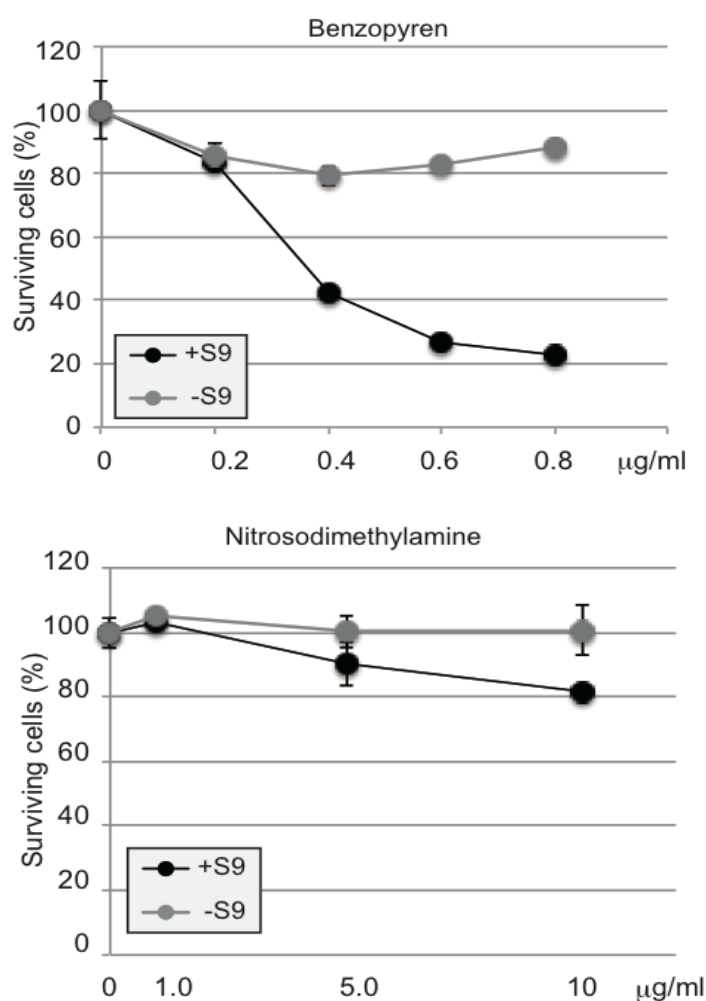 Benzopyren
120
100
80
60
40
20
0
Surviving cells (%)
+S9
-S9
0 0.2 0.4 0.6 0.8 μg/ml
Nitrosodimethylamine
120
100
80
60
40
20
0
Surviving cells (%)
+S9
-S9
0 1.0 5.0 10 μg/ml